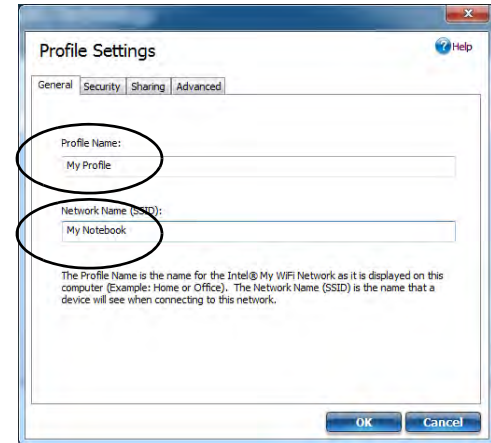 Profile Settings
Help
General Security Sharing Advanced
Profile Name:
My Profile
Network Name (SSID):
My Notebook
The Profile Name is the name for the Intel® My WiFi Network as it is displayed on this
computer (Example: Home or Office). The Network Name (SSID) is the name that a
device will see when connecting to this network.
OK Cancel